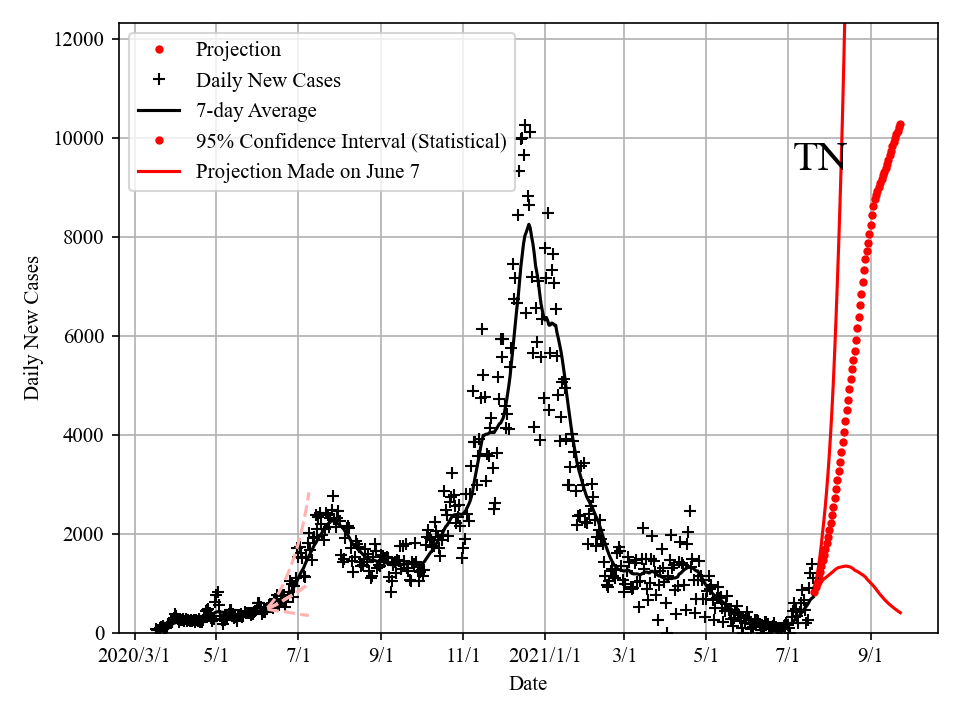 12000
10000
8000
6000
4000
2000
0
Daily New Cases
Projection
Daily New Cases
7-day Average
95% Confidence Interval (Statistical)
Projection Made on June 7
TN
2020/3/1 5/1 7/1 9/1 11/1 2021/1/1 3/1 5/1 7/1 9/1
Date